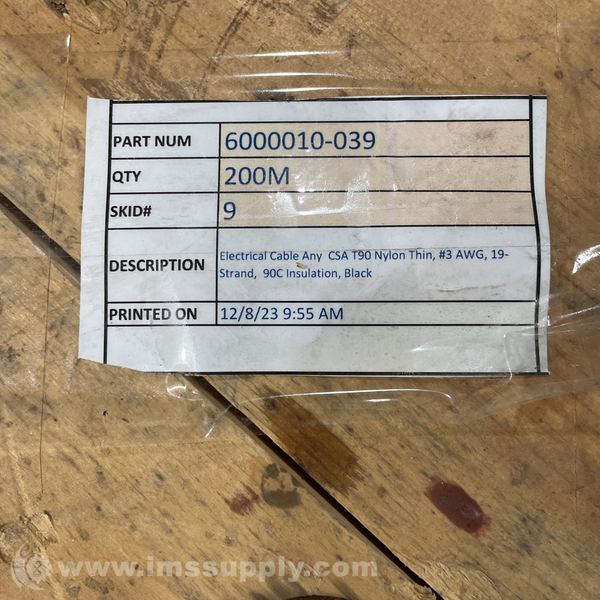 PART NUM 6000010-039
QTY 200M
SKID# 9
DESCRIPTION Electrical Cable Any CSA T90 Nylon Thin, #3 AWG, 19-
Strand, 90C Insulation, Black
PRINTED ON 12/8/23 9:55 AM
www.imssupply.com